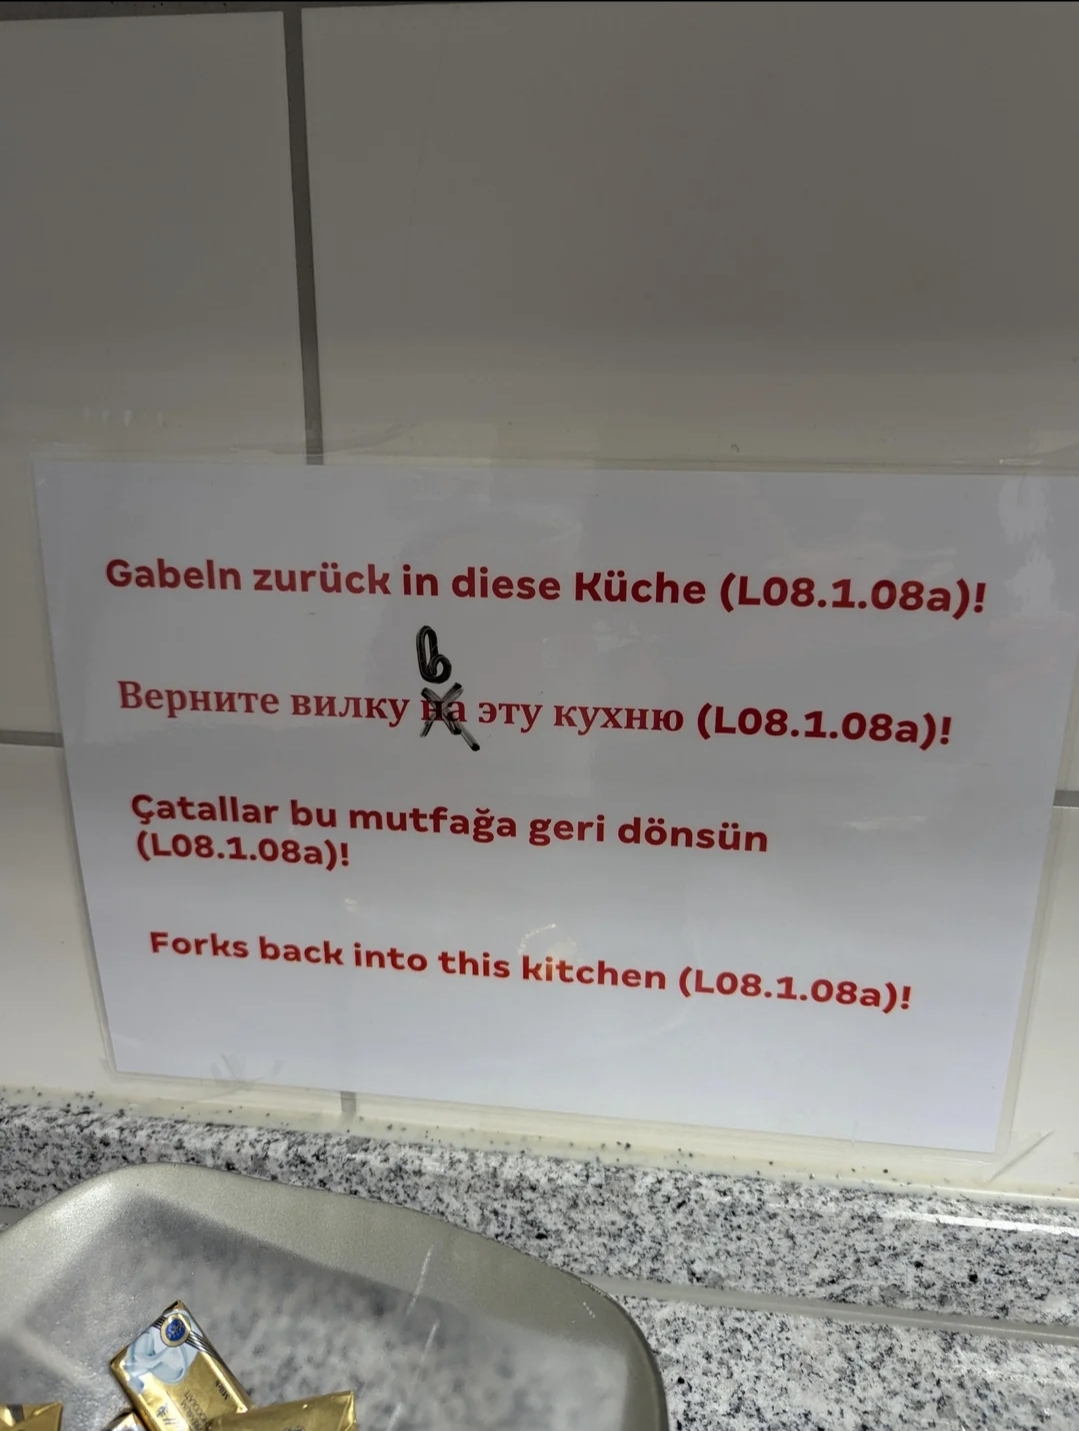 Gabeln zurück in diese Küche (L08.1.08a)!
в
Верните вилку на эту кухню (L08.1.08a)!
Çatallar bu mutfağa geri dönsün
(L08.1.08a)!
Forks back into this kitchen (L08.1.08a)!